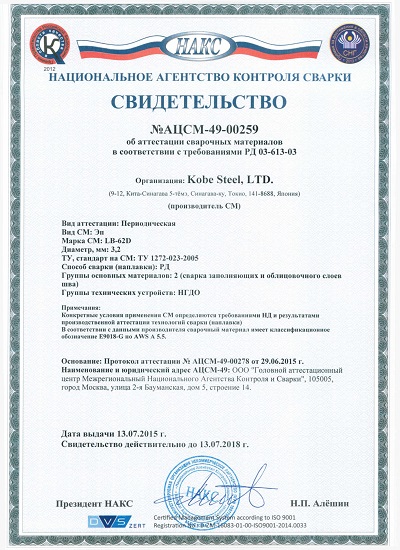 НАКС
2012
СНГ
НАЦИОНАЛЬНОЕ АГЕНТСТВО КОНТРОЛЯ СВАРКИ
СВИДЕТЕЛЬСТВО
№АЦСМ-49-00259
об аттестации сварочных материалов
в соответствии с требованиями РД 03-613-03
Организация: Kobe Steel, LTD.
(9-12, Кита-Синагава 5-чёмэ, Синагава-ку, Токио, 141-8688, Япония)
(производитель СМ)
Вид аттестации: Периодическая
Вид СМ: Эп
Марка СМ: LB-62D
Диаметр, мм: 3,2
ТУ, стандарт на СМ: ТУ 1272-023-2005
Способ сварки (наплавки): РД
Группы основных материалов: 2 (сварка заполняющих и облицовочного слоев
шва)
Группы технических устройств: НГДО
Примечания:
Конкретные условия применения СМ определяются требованиями НД и результатами
производственной аттестации технологий сварки (наплавки)
В соответствии с данными производителя сварочный материал имеет классификационное
обозначение E9018-G по AWS A 5.5.
Основание: Протокол аттестации № АЦСМ-49-00278 от 29.06.2015 г.
Наименование и юридический адрес АЦСМ-49: ООО "Головной аттестационный
центр Межрегиональный Национального Агентства Контроля и Сварки", 105005,
город Москва, улица 2-я Бауманская, дом 5, строение 14.
Дата выдачи 13.07.2015 г.
Свидетельство действительно до 13.07.2018 г.
НАКС
Президент НАКС
Н.П. Алёшин
DVS ZERT
Certified Management System according to ISO 9001
Registration No.: D-ZM-16083-01-00-ISO9001-2014.0033